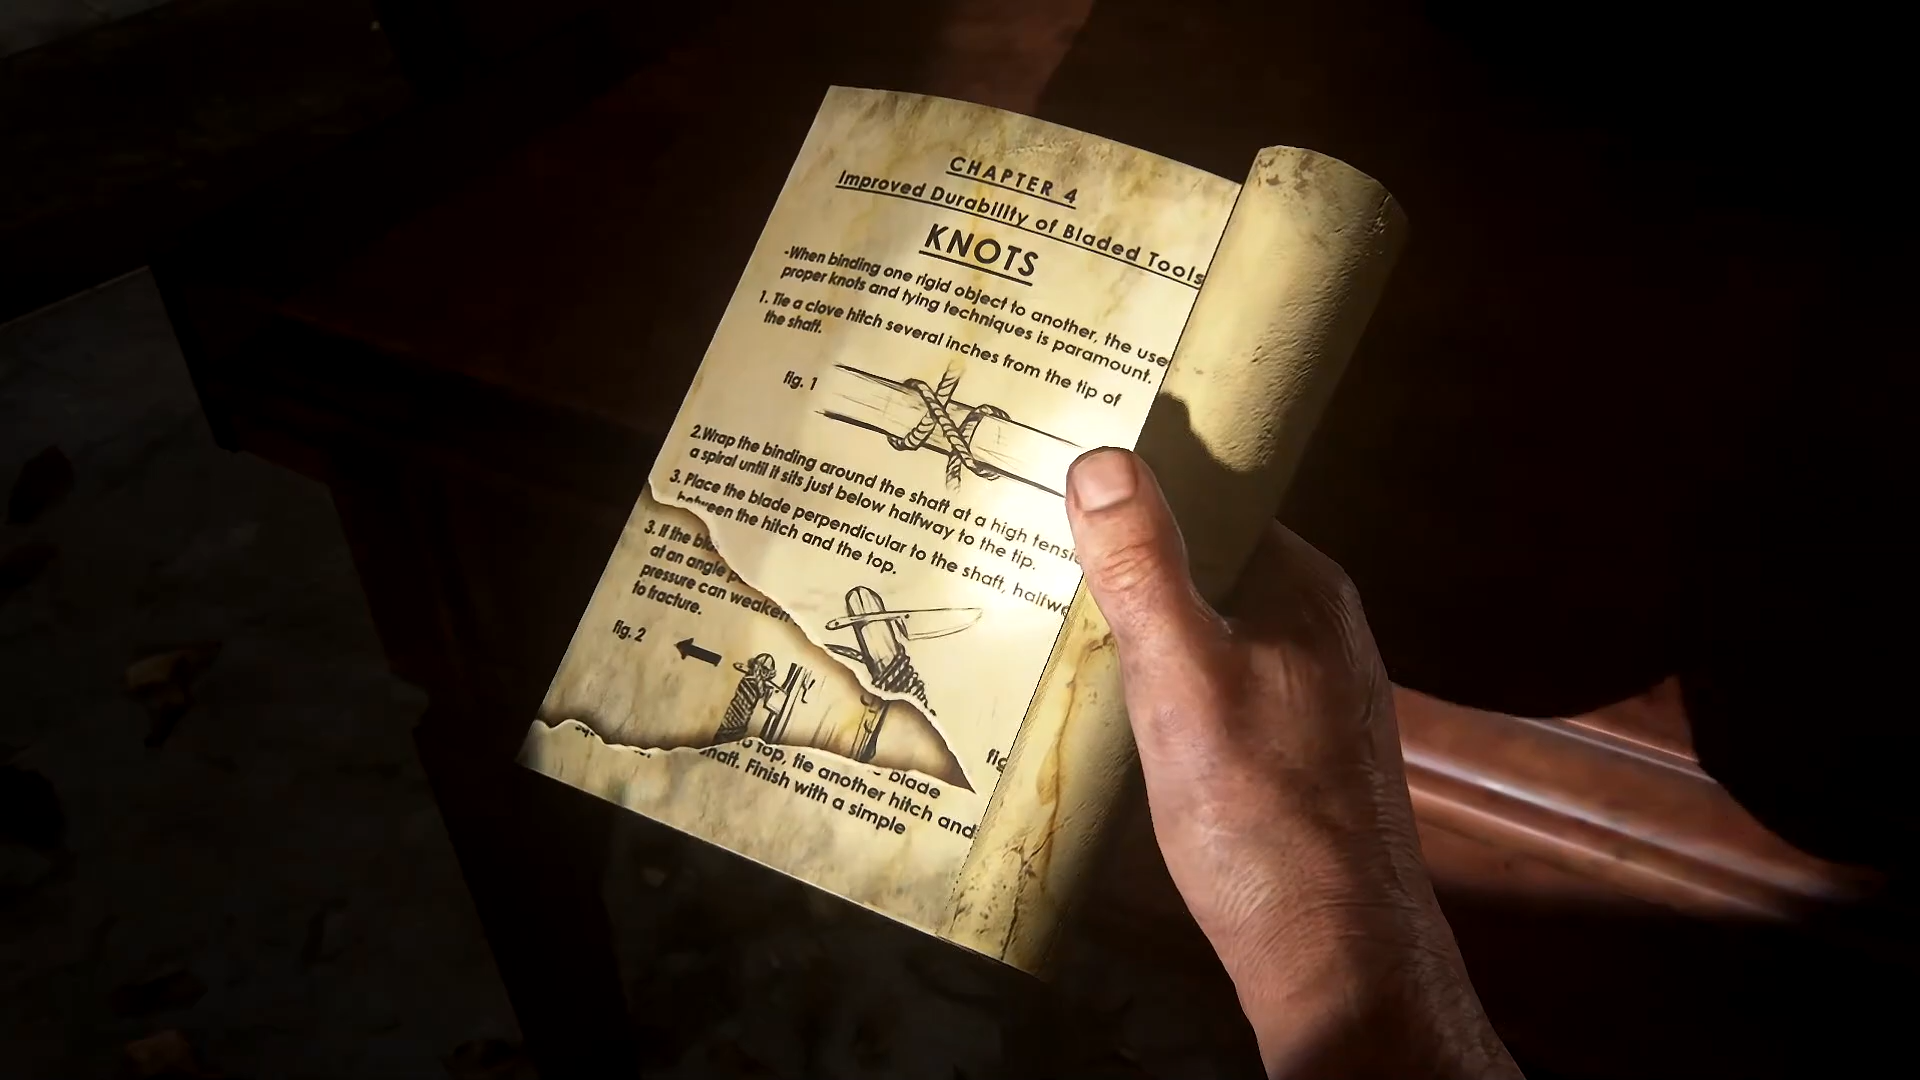 CHAPTER 4
Improved Durability of Bladed Tools
KNOTS
-When binding one rigid object to another, the use
proper knots and tying techniques is paramount.
1. Tie a clove hitch several inches from the tip of
the shaft.
fig. 1
2.Wrap the binding around the shaft at a high tensi
a spiral until it sits just below halfway to the tip.
3. Place the blade perpendicular to the shaft, halfw
between the hitch and the top.
3. If the bl
at an angle p
pressure can weaken
to fracture.
fig. 2
fig
blade
o top, tie another hitch and
haft. Finish with a simple